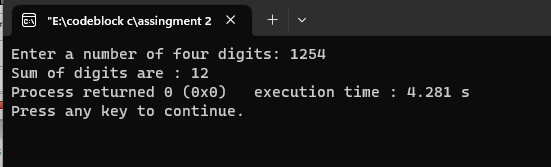 "E:\codeblock c\assingment 2
Enter a number of four digits: 1254
Sum of digits are : 12
Process returned 0 (0x0)   execution time : 4.281 s
Press any key to continue.